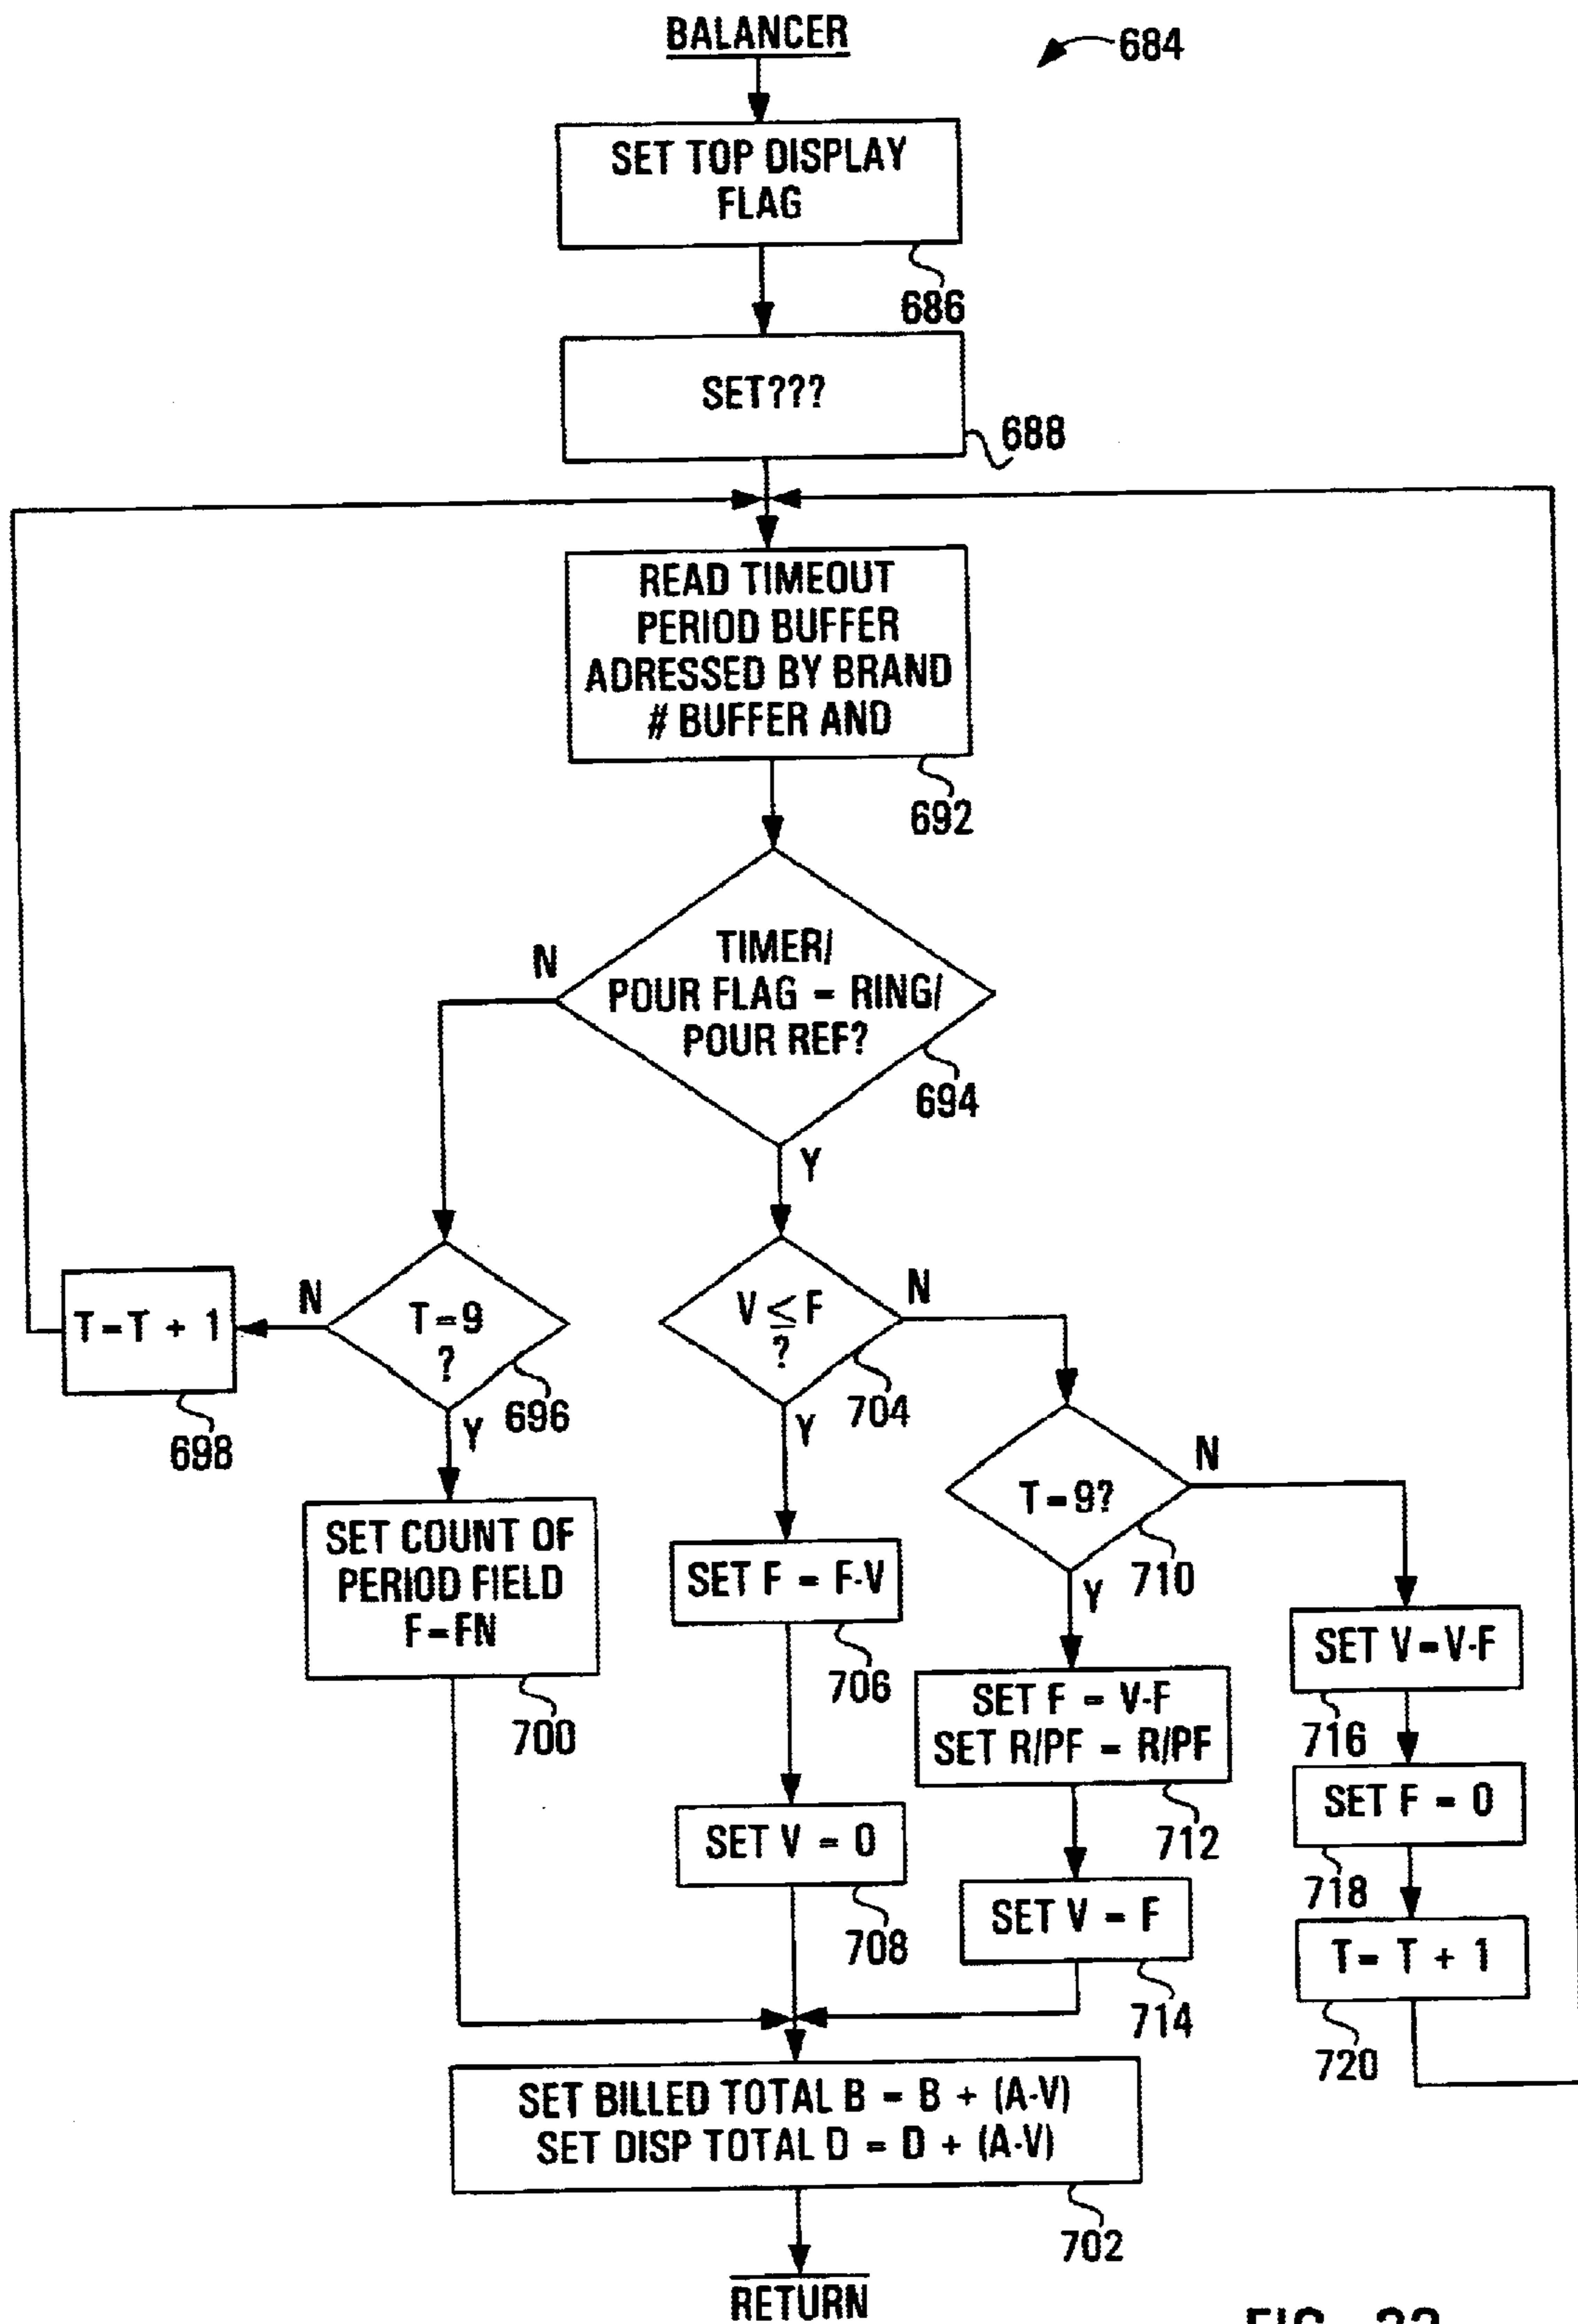 BALANCER
684
SET TOP DISPLAY
FLAG
686
SET???
688
READ TIMEOUT
PERIOD BUFFER
ADRESSED BY BRAND
# BUFFER AND
692
TIMER/
POUR FLAG = RING/
POUR REF?
694
N
Y
T=9
?
696
N
Y
T=T + 1
698
SET COUNT OF
PERIOD FIELD
F=FN
700
V ≤ F
?
704
N
Y
SET F = F-V
706
SET V = 0
708
T=9?
710
N
Y
SET F = V-F
SET R/PF = R/PF
712
SET V = F
714
SET V=V-F
716
SET F = 0
718
T= T + 1
720
SET BILLED TOTAL B = B + (A-V)
SET DISP TOTAL D = D + (A-V)
702
RETURN